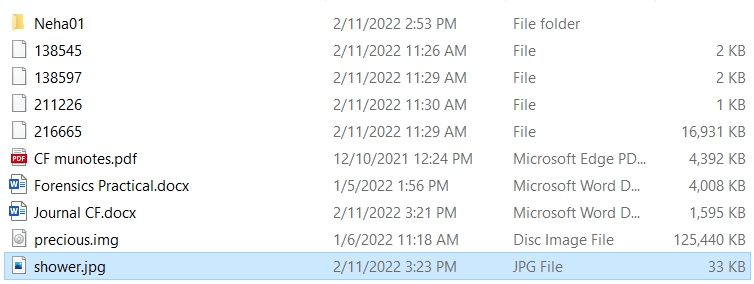 Neha01 2/11/2022 2:53 PM File folder
138545 2/11/2022 11:26 AM File 2 KB
138597 2/11/2022 11:29 AM File 2 KB
211226 2/11/2022 11:30 AM File 1 KB
216665 2/11/2022 11:29 AM File 16,931 KB
PDF CF munotes.pdf 12/10/2021 12:24 PM Microsoft Edge PD... 4,392 KB
W Forensics Practical.docx 1/5/2022 1:56 PM Microsoft Word D... 4,008 KB
W Journal CF.docx 2/11/2022 3:21 PM Microsoft Word D... 1,595 KB
precious.img 1/6/2022 11:18 AM Disc Image File 125,440 KB
shower.jpg 2/11/2022 3:23 PM JPG File 33 KB